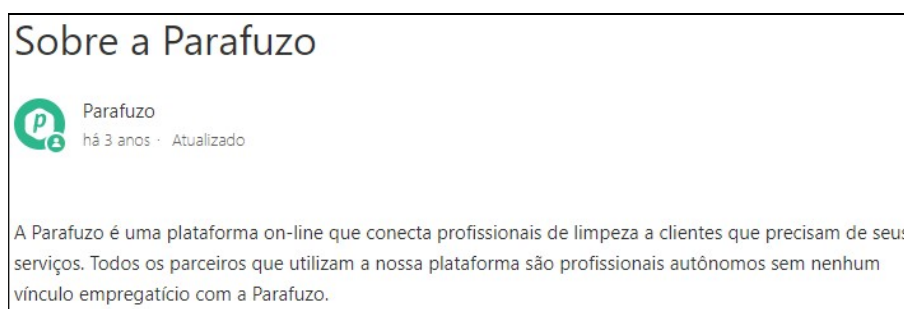 Sobre a Parafuzo
p
Parafuzo
há 3 anos · Atualizado
A Parafuzo é uma plataforma on-line que conecta profissionais de limpeza a clientes que precisam de seus
serviços. Todos os parceiros que utilizam a nossa plataforma são profissionais autônomos sem nenhum
vínculo empregatício com a Parafuzo.